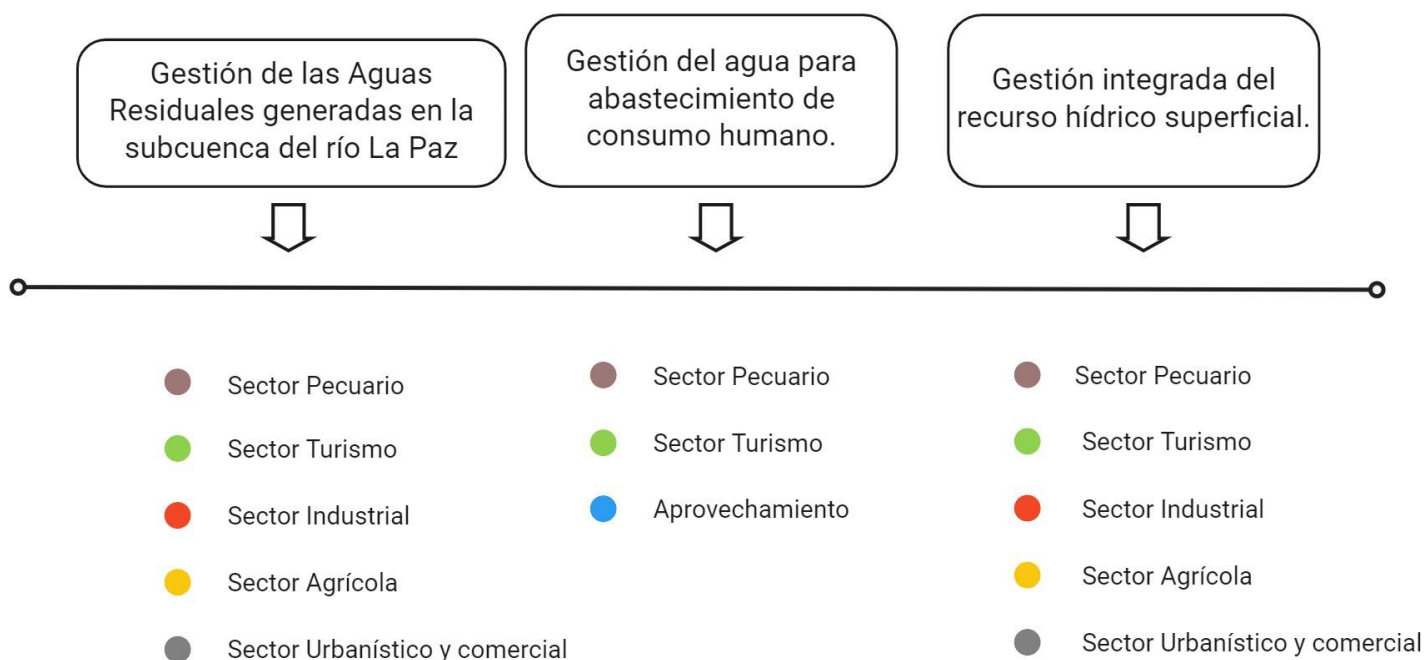 Gestión de las Aguas
Residuales generadas en la
subcuenca del río La Paz
Gestión del agua para
abastecimiento de
consumo humano.
Gestión integrada del
recurso hídrico superficial.
Sector Pecuario
Sector Turismo
Sector Industrial
Sector Agrícola
Sector Urbanístico y comercial
Sector Pecuario
Sector Turismo
Aprovechamiento
Sector Pecuario
Sector Turismo
Sector Industrial
Sector Agrícola
Sector Urbanístico y comercial